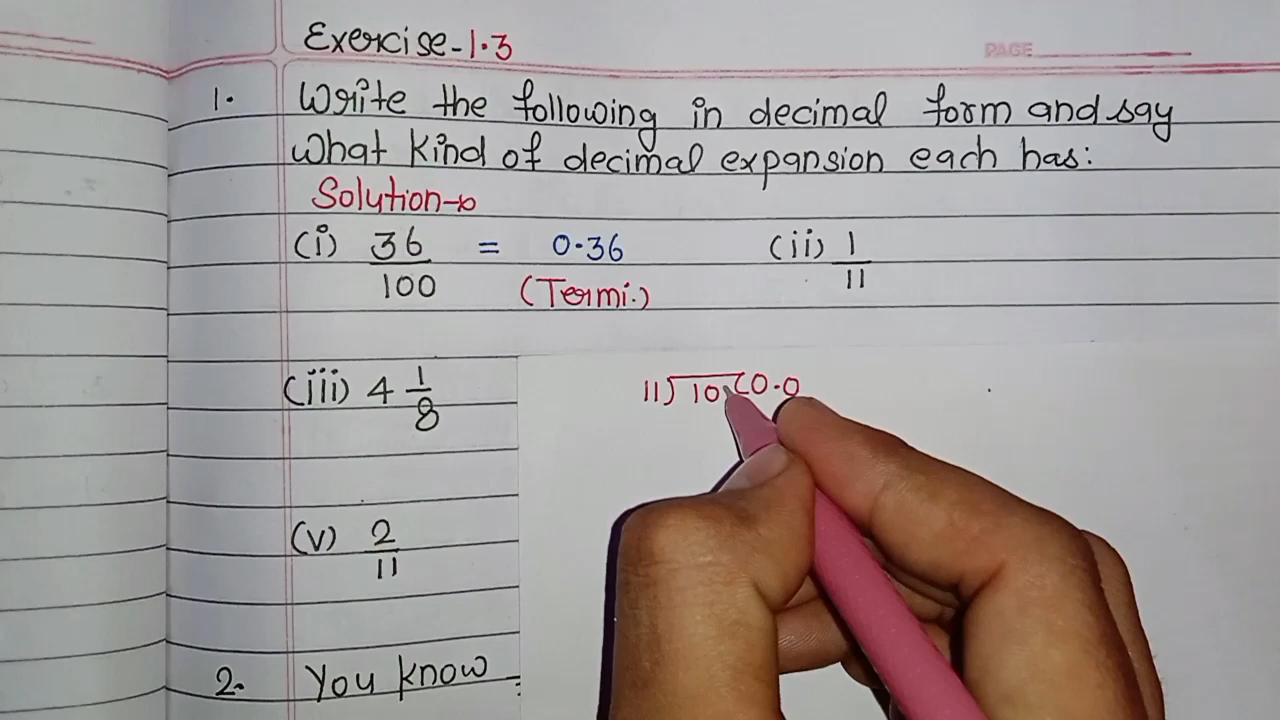 Exercise-1.3
PAGE
1. Write the following in decimal form and say
what kind of decimal expansion each has:
Solution→
(i) 36/100 = 0.36 (ii) 1/11
(Termi.)
(iii) 4 1/8
11)10(0.0
(v) 2/11
2. You know